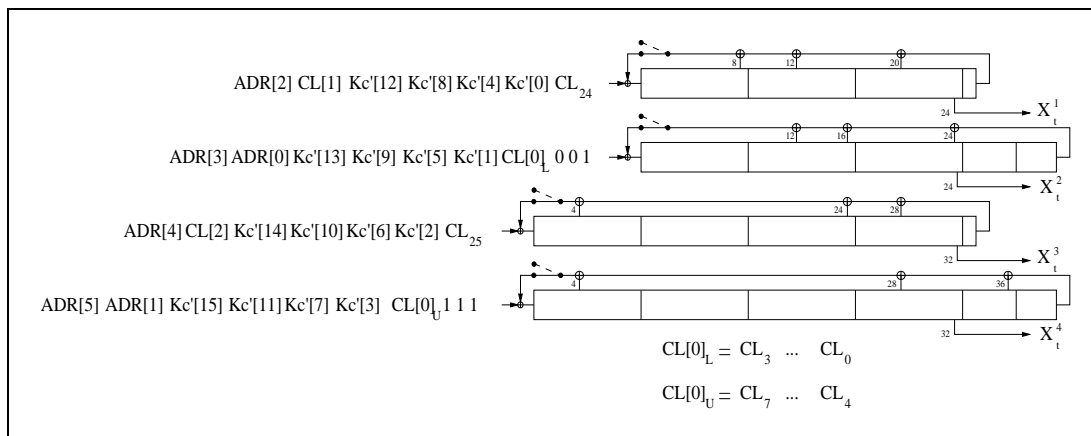 8 12 20
ADR[2] CL[1] Kc'[12] Kc'[8] Kc'[4] Kc'[0] CL₂₄
24 X¹ₜ
12 16 24
ADR[3] ADR[0] Kc'[13] Kc'[9] Kc'[5] Kc'[1] CL[0]L 0 0 1
24 X²ₜ
4 24 28
ADR[4] CL[2] Kc'[14] Kc'[10] Kc'[6] Kc'[2] CL₂₅
32 X³ₜ
4 28 36
ADR[5] ADR[1] Kc'[15] Kc'[11] Kc'[7] Kc'[3] CL[0]U 1 1 1
32 X⁴ₜ
CL[0]L = CL₃ ... CL₀
CL[0]U = CL₇ ... CL₄